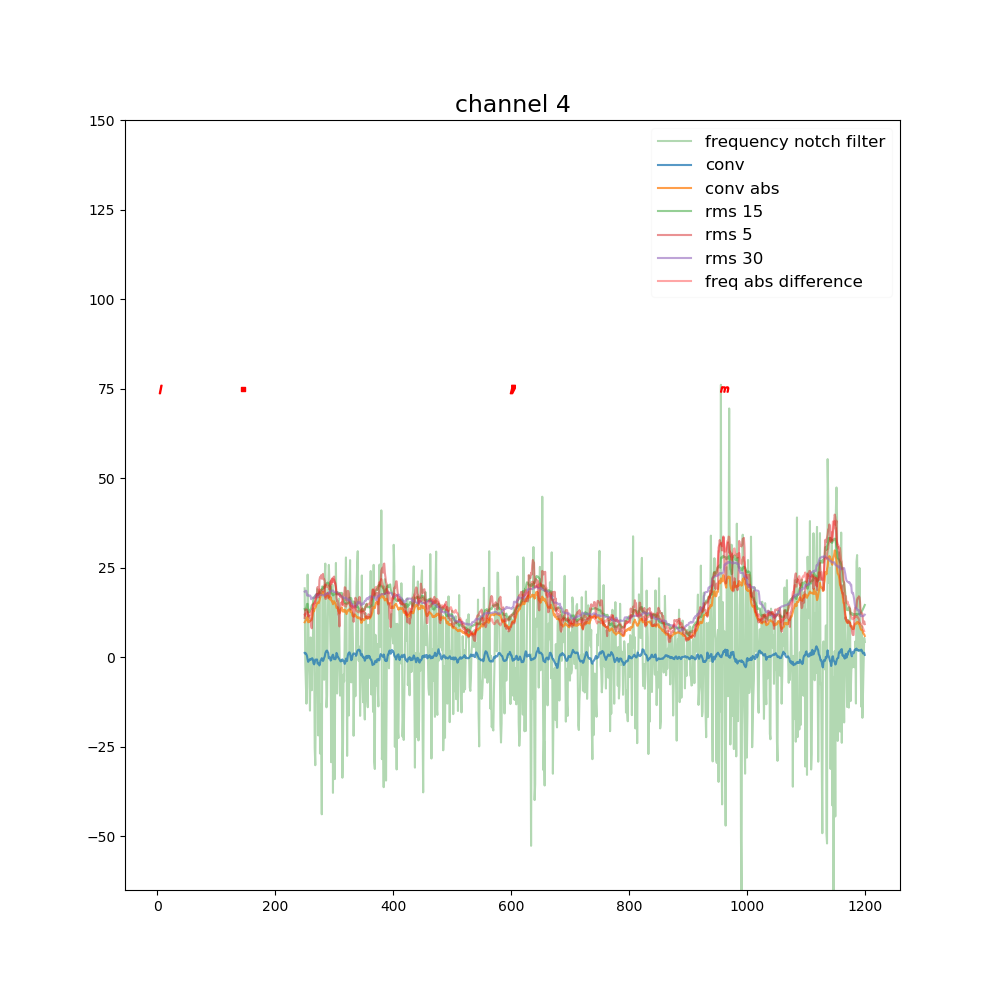 channel 4
150
125
100
75
50
25
0
−25
−50
frequency notch filter
conv
conv abs
rms 15
rms 5
rms 30
freq abs difference
l . , m
0 200 400 600 800 1000 1200